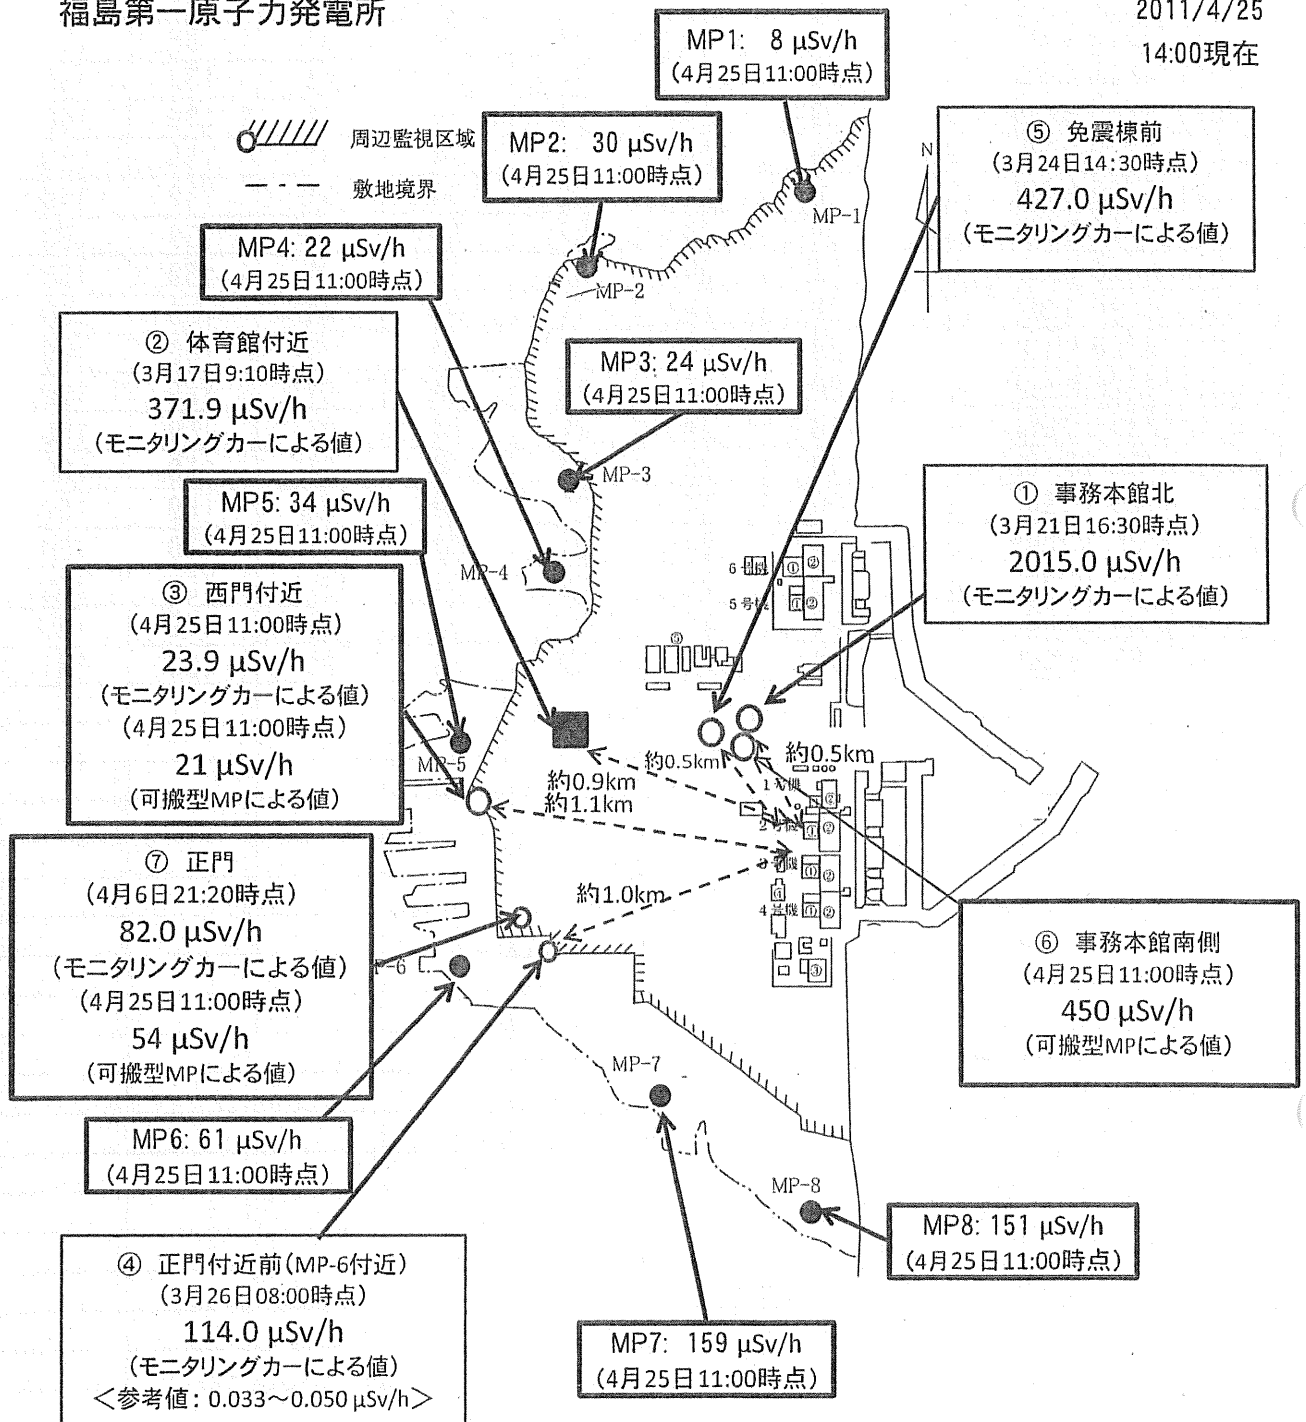 福島第一原子力発電所
2011/4/25
14:00現在
MP1: 8 μSv/h
(4月25日11:00時点)
周辺監視区域
敷地境界
MP2: 30 μSv/h
(4月25日11:00時点)
⑤ 免震棟前
(3月24日14:30時点)
427.0 μSv/h
(モニタリングカーによる値)
N
MP-1
MP4: 22 μSv/h
(4月25日11:00時点)
MP-2
② 体育館付近
(3月17日9:10時点)
371.9 μSv/h
(モニタリングカーによる値)
MP3: 24 μSv/h
(4月25日11:00時点)
MP-3
① 事務本館北
(3月21日16:30時点)
2015.0 μSv/h
(モニタリングカーによる値)
MP5: 34 μSv/h
(4月25日11:00時点)
MP-4
6号機
①
②
5号機
①
②
③ 西門付近
(4月25日11:00時点)
23.9 μSv/h
(モニタリングカーによる値)
(4月25日11:00時点)
21 μSv/h
(可搬型MPによる値)
⑤
MP-5
約0.5km
約0.5km
約0.9km
約1.1km
1号機
②
2号機
①
②
3号機
①
②
4号機
①
②
④
③
約1.0km
⑦ 正門
(4月6日21:20時点)
82.0 μSv/h
(モニタリングカーによる値)
(4月25日11:00時点)
54 μSv/h
(可搬型MPによる値)
-6
⑥ 事務本館南側
(4月25日11:00時点)
450 μSv/h
(可搬型MPによる値)
MP-7
MP6: 61 μSv/h
(4月25日11:00時点)
MP-8
MP8: 151 μSv/h
(4月25日11:00時点)
④ 正門付近前(MP-6付近)
(3月26日08:00時点)
114.0 μSv/h
(モニタリングカーによる値)
＜参考値: 0.033～0.050 μSv/h＞
MP7: 159 μSv/h
(4月25日11:00時点)